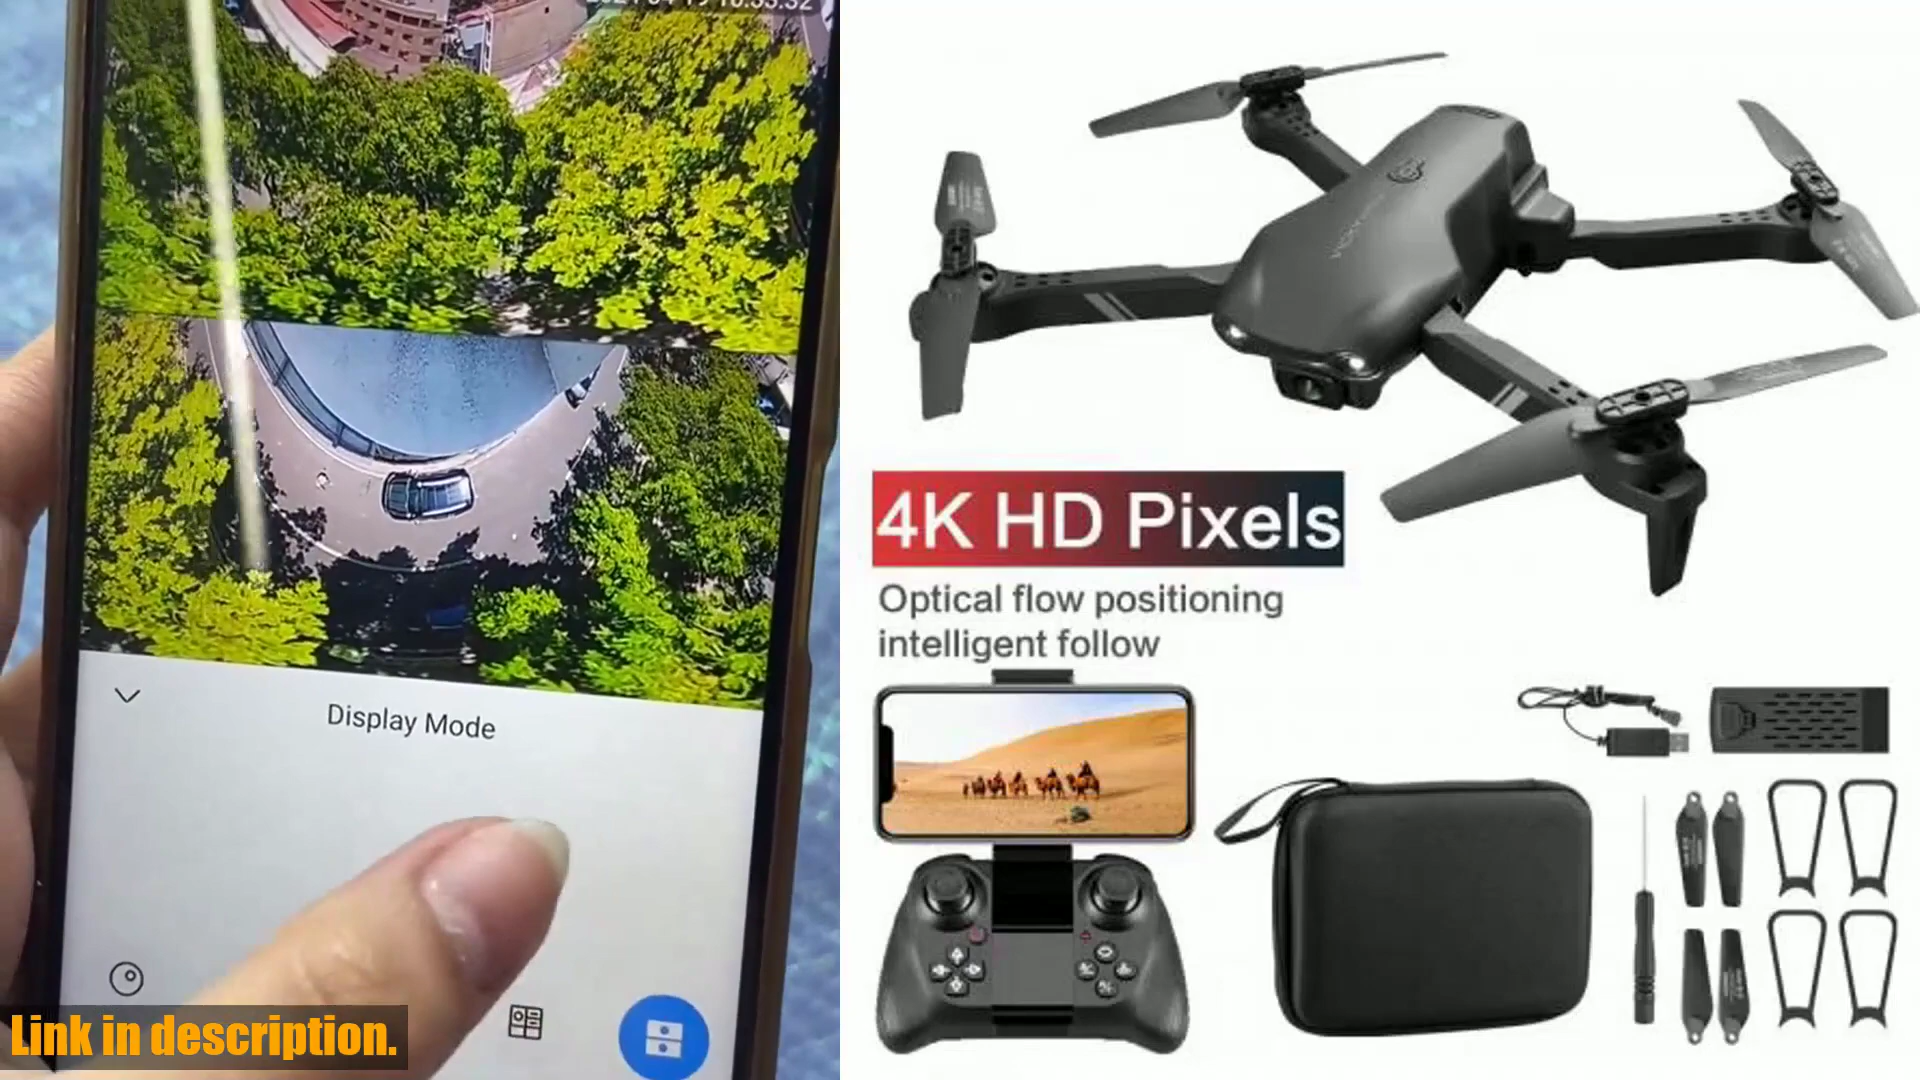 Display Mode
4K HD Pixels
Optical flow positioning
intelligent follow
Link in description.